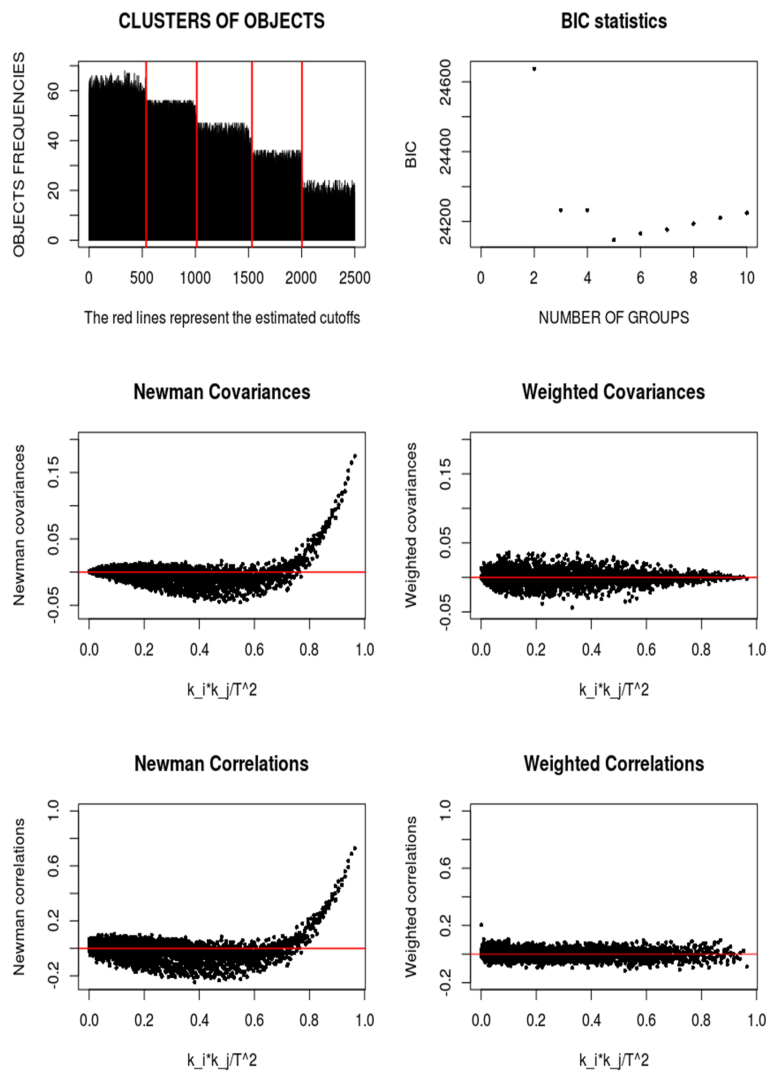 CLUSTERS OF OBJECTS
OBJECTS FREQUENCIES
60
40
20
0
0 500 1000 1500 2000 2500
The red lines represent the estimated cutoffs
BIC statistics
BIC
24600
24400
24200
0 2 4 6 8 10
NUMBER OF GROUPS
Newman Covariances
Newman covariances
0.15
0.05
-0.05
0.0 0.2 0.4 0.6 0.8 1.0
k_i*k_j/T^2
Weighted Covariances
Weighted covariances
0.15
0.05
-0.05
0.0 0.2 0.4 0.6 0.8 1.0
k_i*k_j/T^2
Newman Correlations
Newman correlations
1.0
0.6
0.2
-0.2
0.0 0.2 0.4 0.6 0.8 1.0
k_i*k_j/T^2
Weighted Correlations
Weighted correlations
1.0
0.6
0.2
-0.2
0.0 0.2 0.4 0.6 0.8 1.0
k_i*k_j/T^2